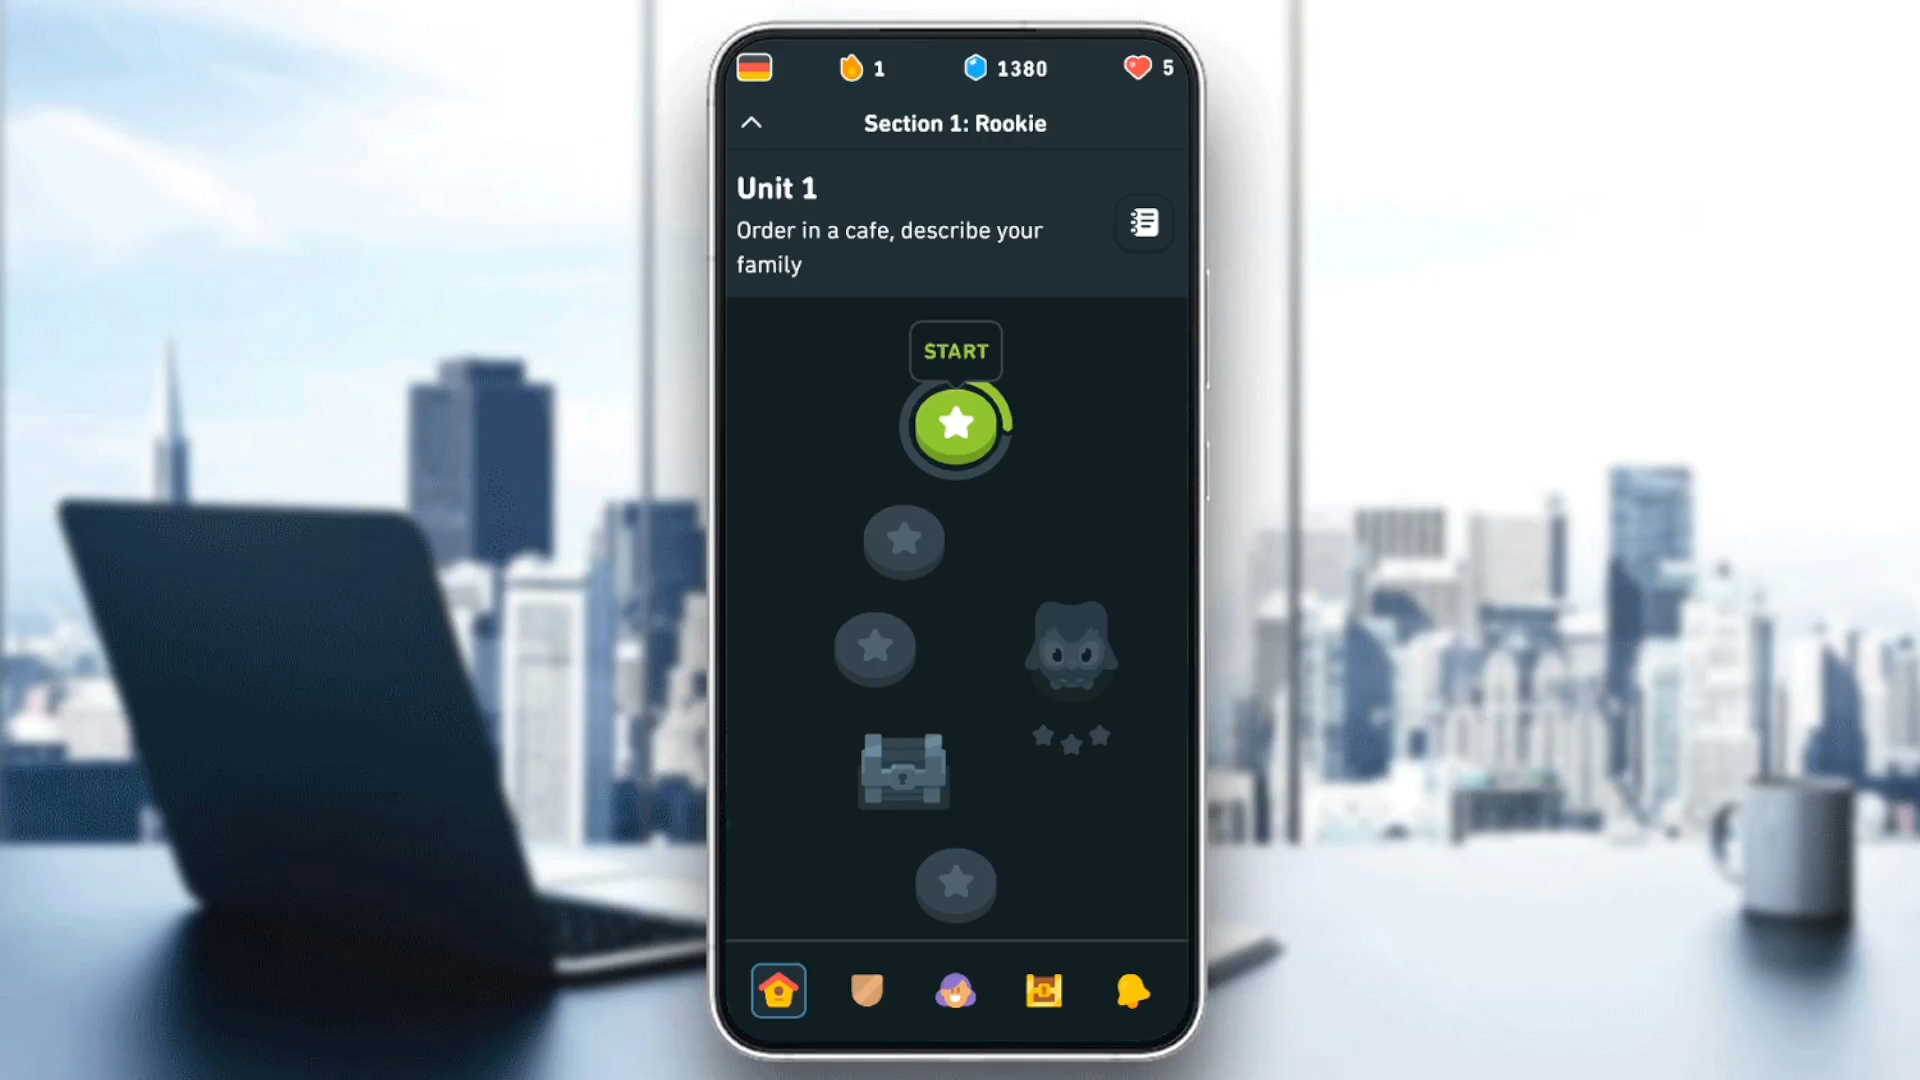 1
1380
5
Section 1: Rookie
Unit 1
Order in a cafe, describe your
family
START